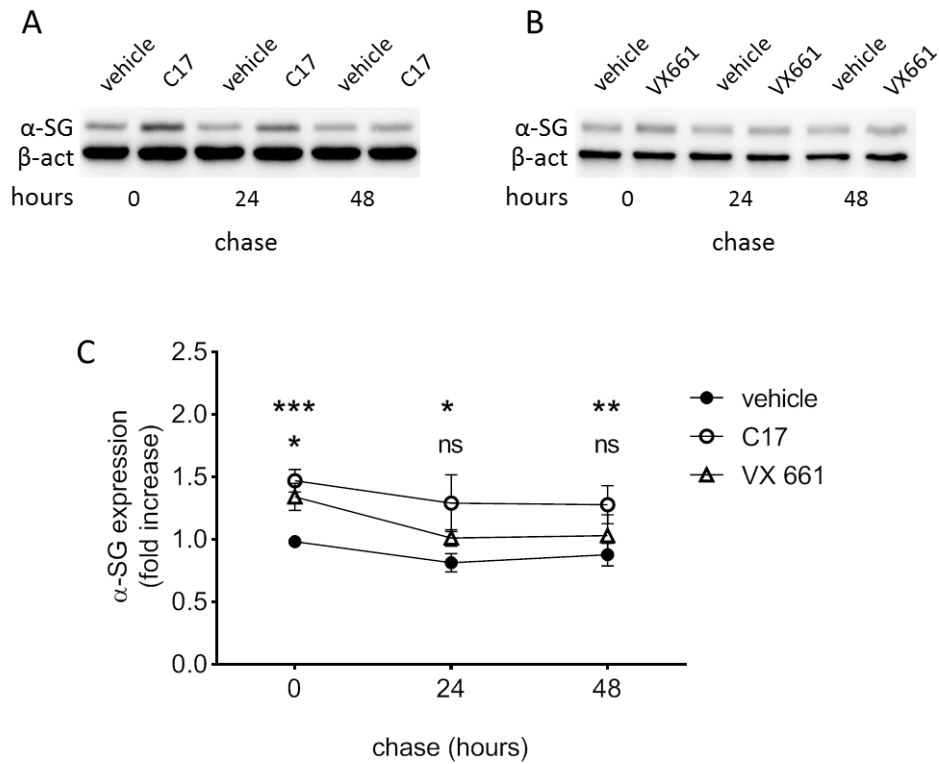 A
vehicle C17 vehicle C17 vehicle C17
α-SG
β-act
hours 0 24 48
chase
B
vehicle VX661 vehicle VX661 vehicle VX661
α-SG
β-act
hours 0 24 48
chase
C
α-SG expression
(fold increase)
2.5
2.0
1.5
1.0
0.5
0.0
*** * **
* ns ns
0 24 48
chase (hours)
vehicle
C17
VX 661